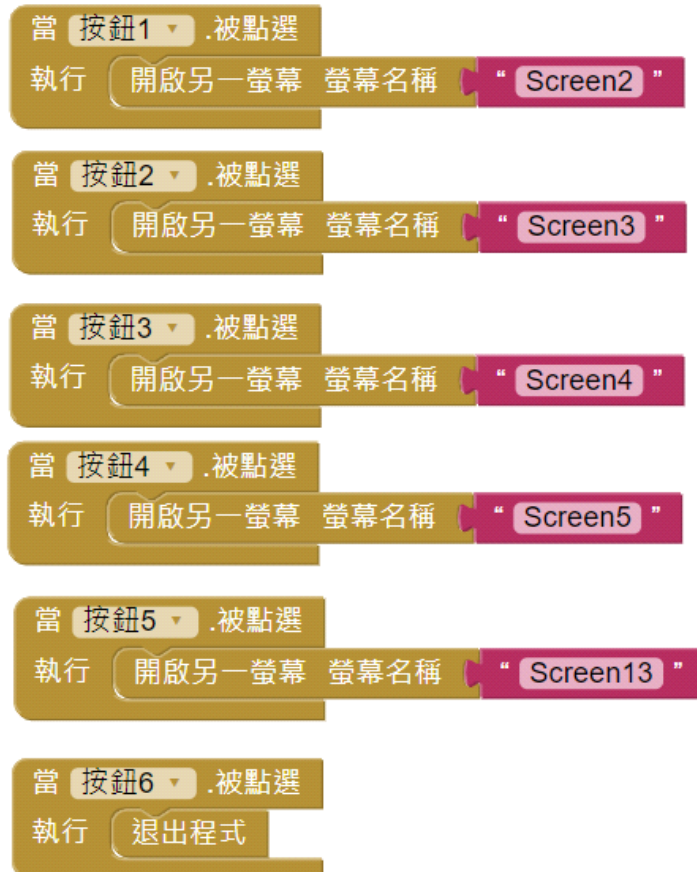 當 按鈕1 .被點選
執行 開啟另一螢幕 螢幕名稱 “ Screen2 ”
當 按鈕2 .被點選
執行 開啟另一螢幕 螢幕名稱 “ Screen3 ”
當 按鈕3 .被點選
執行 開啟另一螢幕 螢幕名稱 “ Screen4 ”
當 按鈕4 .被點選
執行 開啟另一螢幕 螢幕名稱 “ Screen5 ”
當 按鈕5 .被點選
執行 開啟另一螢幕 螢幕名稱 “ Screen13 ”
當 按鈕6 .被點選
執行 退出程式